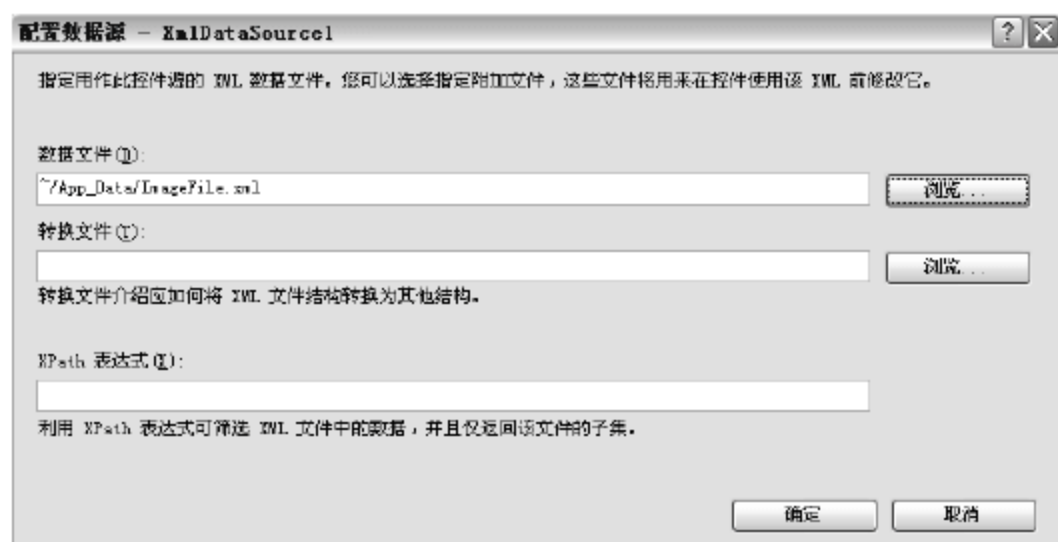 配置数据源 - XmlDataSource1
指定用作此控件源的 XML 数据文件。您可以选择指定附加文件，这些文件将用来在控件使用该 XML 前修改它。
数据文件(D):
~/App_Data/ImageFile.xml
浏览...
转换文件(T):
浏览...
转换文件介绍应如何将 XML 文件结构转换为其他结构。
XPath 表达式(X):
利用 XPath 表达式可筛选 XML 文件中的数据，并且仅返回该文件的子集。
确定
取消